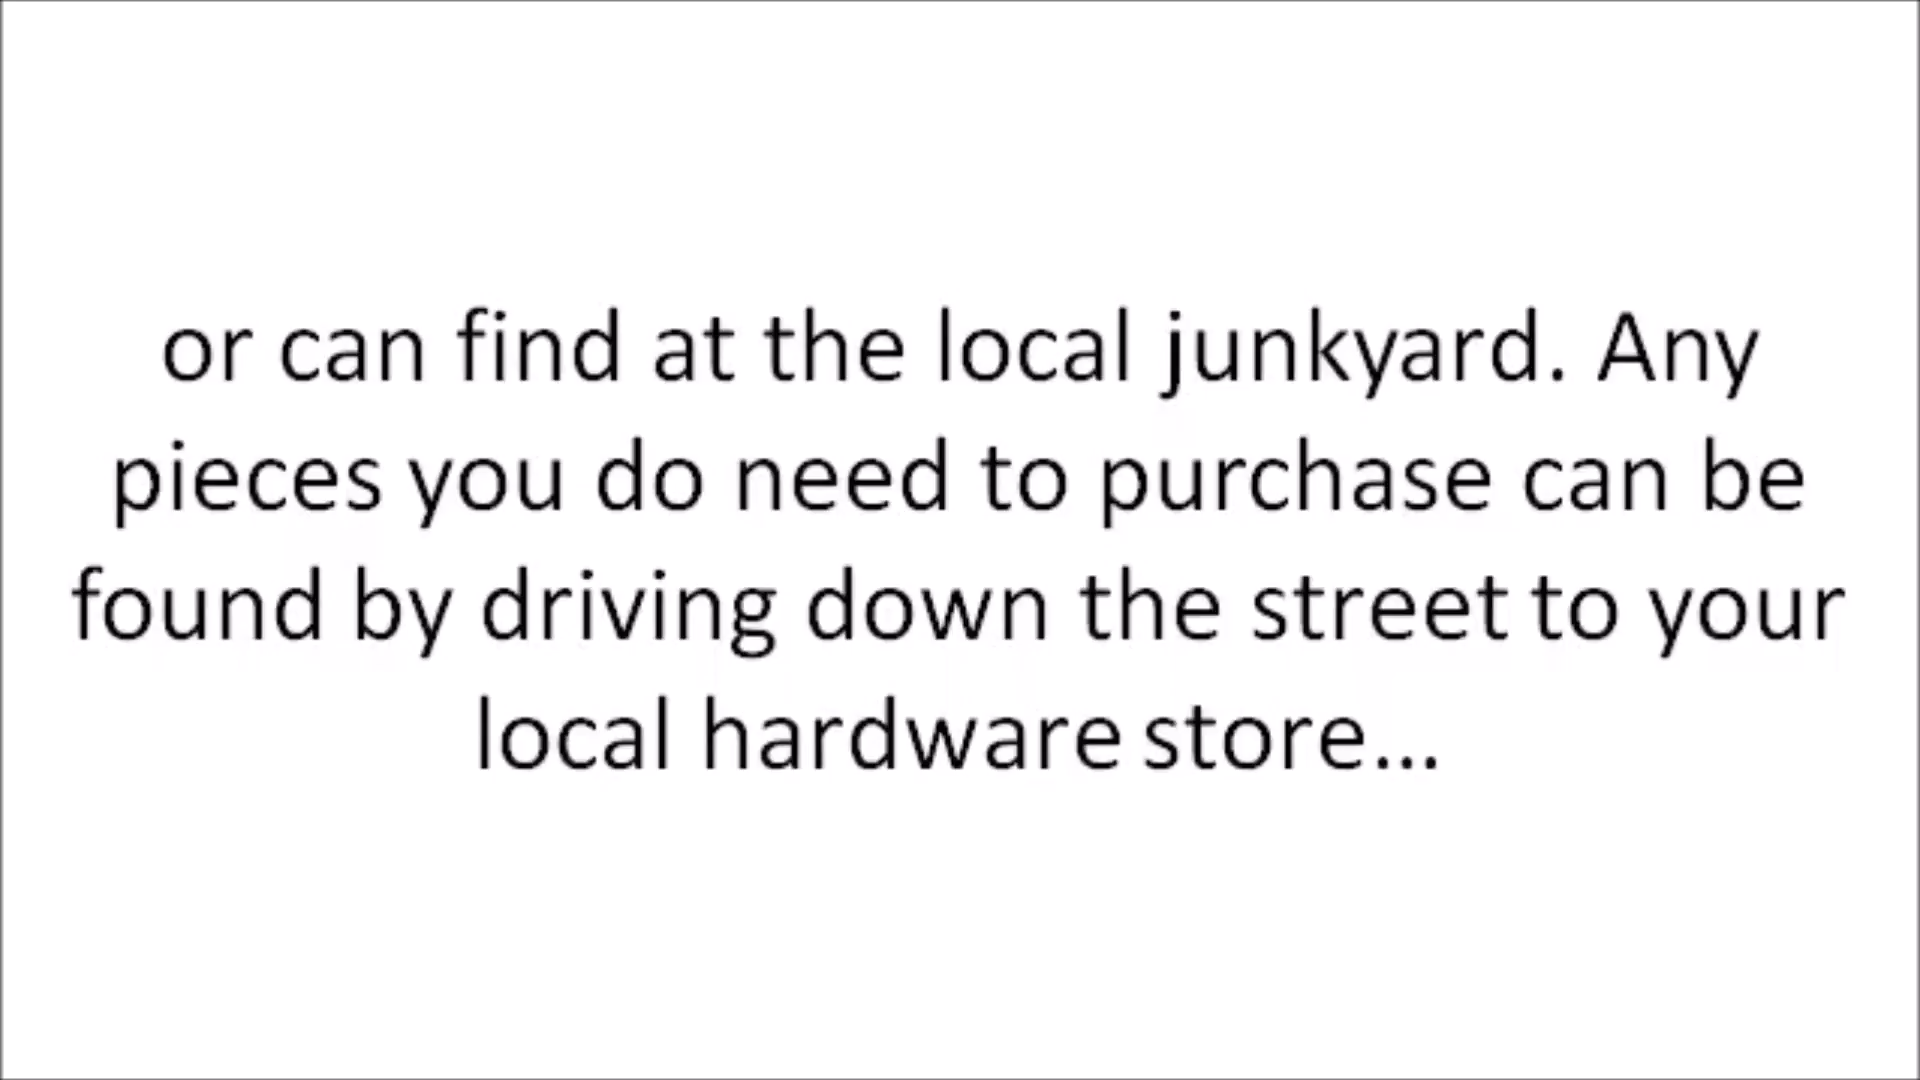 or can find at the local junkyard. Any
pieces you do need to purchase can be
found by driving down the street to your
local hardware store...